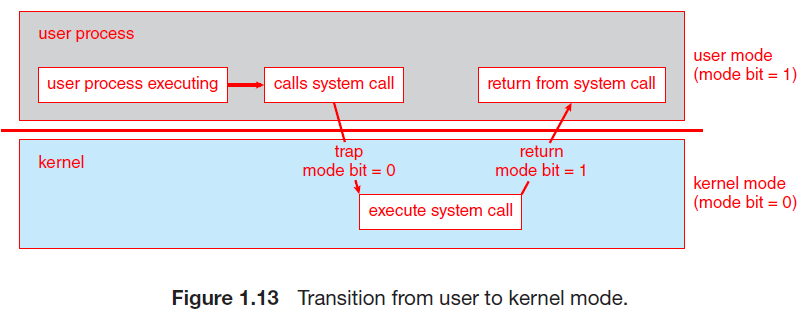 user process
user process executing
calls system call
return from system call
user mode
(mode bit = 1)
kernel
trap
mode bit = 0
return
mode bit = 1
execute system call
kernel mode
(mode bit = 0)
Figure 1.13 Transition from user to kernel mode.